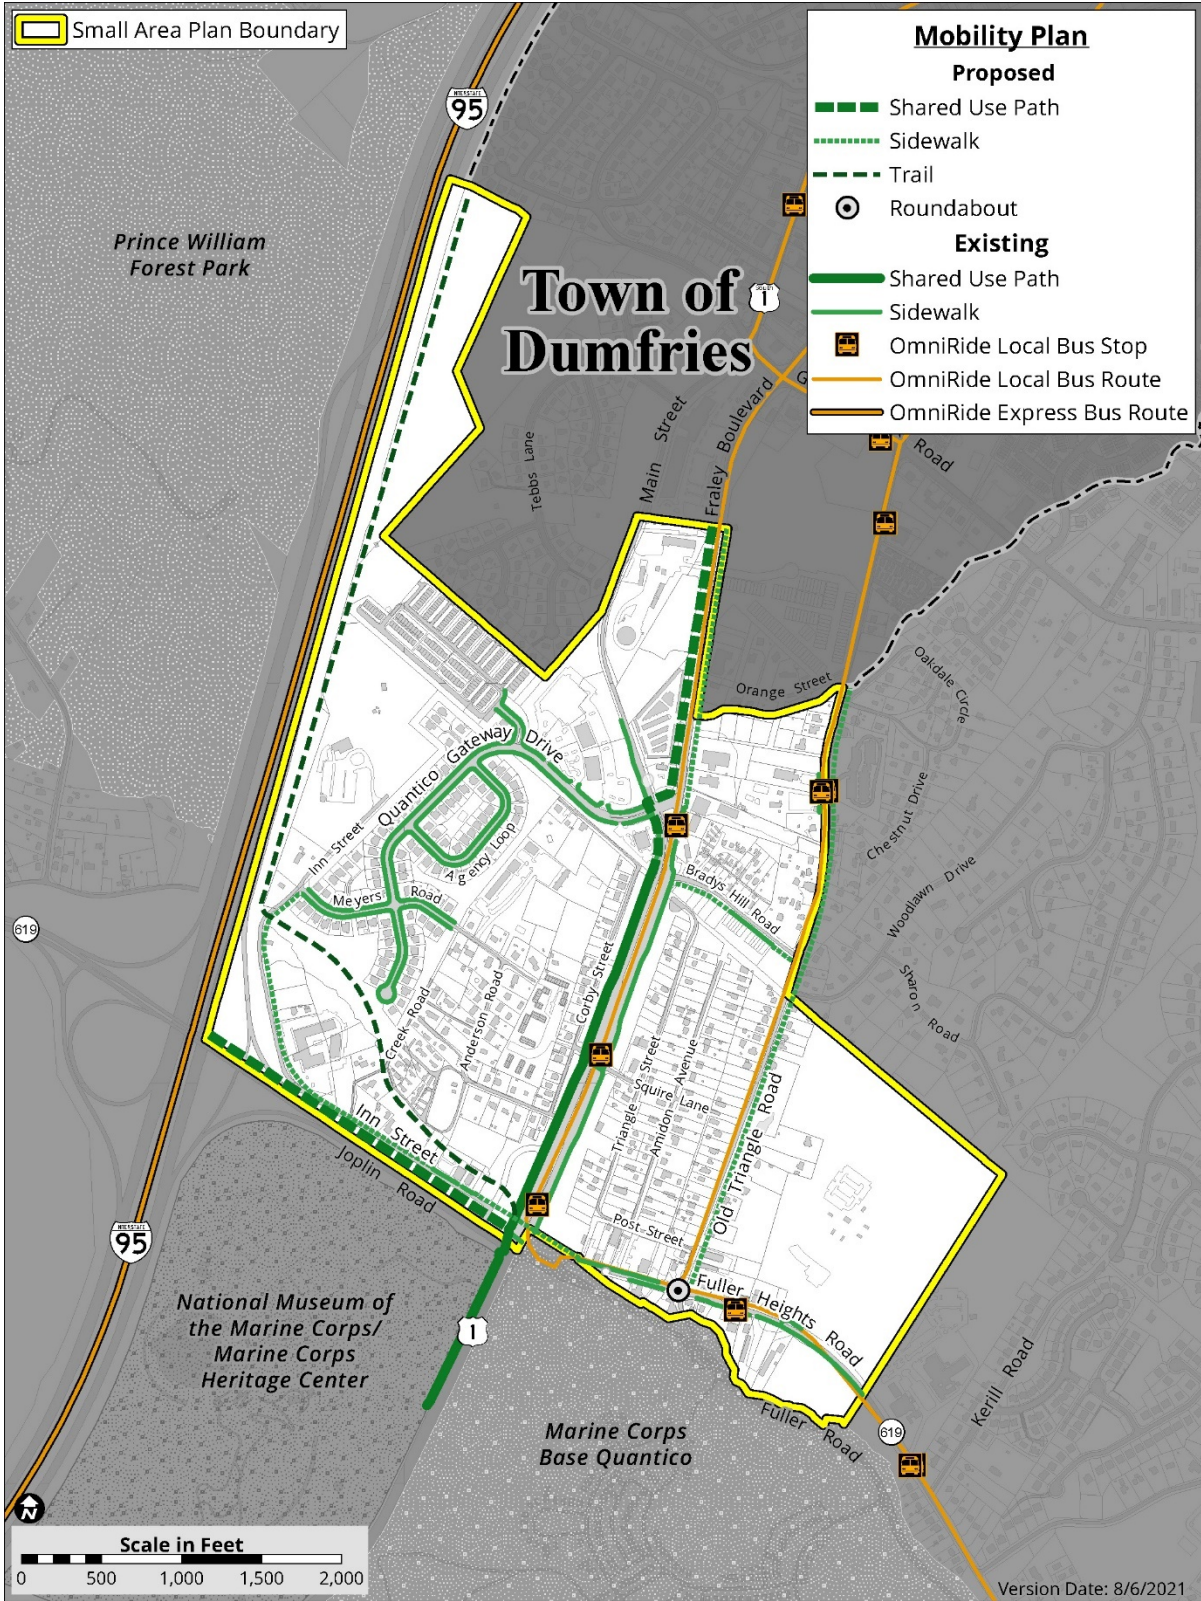 Small Area Plan Boundary
Mobility Plan
Proposed
Shared Use Path
Sidewalk
Trail
Roundabout
Existing
Shared Use Path
Sidewalk
OmniRide Local Bus Stop
OmniRide Local Bus Route
OmniRide Express Bus Route
INTERSTATE
95
Prince William
Forest Park
Town of
Dumfries
SOUTH
1
Main Street
Fraley Boulevard
G
Road
Tebbs Lane
Orange Street
Oakdale Circle
Chestnut Drive
Woodlawn Drive
Sharon Road
Quantico Gateway Drive
Inn Street
Agency Loop
Meyers Road
Bradys Hill Road
619
Corby Street
Creek Road
Anderson Road
Triangle Street
Squire Lane
Amidon Avenue
Old Triangle Road
Inn Street
Joplin Road
Post Street
Fuller Heights Road
INTERSTATE
95
National Museum of
the Marine Corps/
Marine Corps
Heritage Center
1
Marine Corps
Base Quantico
Fuller Road
619
Kerill Road
N
Scale in Feet
0 500 1,000 1,500 2,000
Version Date: 8/6/2021